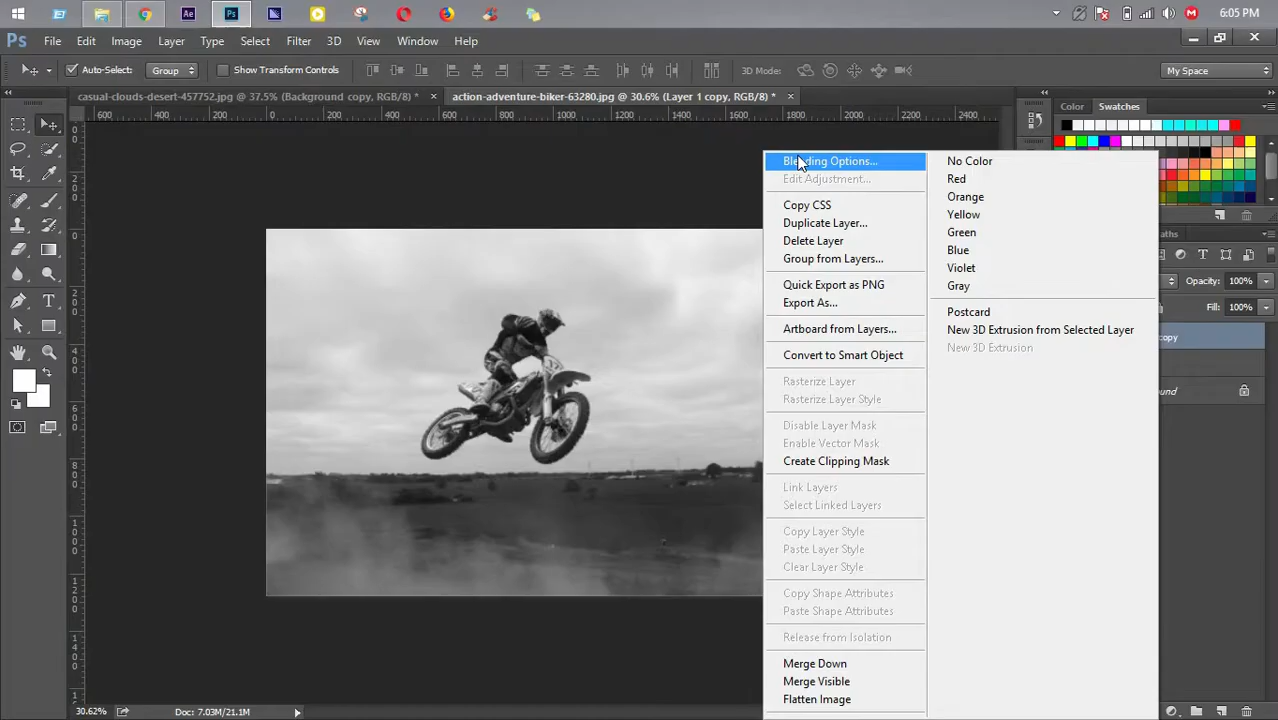 6:05 PM
Ps File Edit Image Layer Type Select Filter 3D View Window Help
Auto-Select: Group Show Transform Controls 3D Mode: My Space
casual-clouds-desert-457752.jpg @ 37.5% (Background copy, RGB/8) * action-adventure-biker-63280.jpg @ 30.6% (Layer 1 copy, RGB/8) * Color Swatches
600 400 200 0 200 400 600 800 1000 1200 1400 1600 1800 2000 2200 2400
Blending Options...
Edit Adjustment...
Copy CSS
Duplicate Layer...
Delete Layer
Group from Layers...
Quick Export as PNG
Export As...
Artboard from Layers...
Convert to Smart Object
Rasterize Layer
Rasterize Layer Style
Disable Layer Mask
Enable Vector Mask
Create Clipping Mask
Link Layers
Select Linked Layers
Copy Layer Style
Paste Layer Style
Clear Layer Style
Copy Shape Attributes
Paste Shape Attributes
Release from Isolation
Merge Down
Merge Visible
Flatten Image
No Color
Red
Orange
Yellow
Green
Blue
Violet
Gray
Postcard
New 3D Extrusion from Selected Layer
New 3D Extrusion
Opacity: 100%
Fill: 100%
copy
30.62% Doc: 7.03M/21.1M